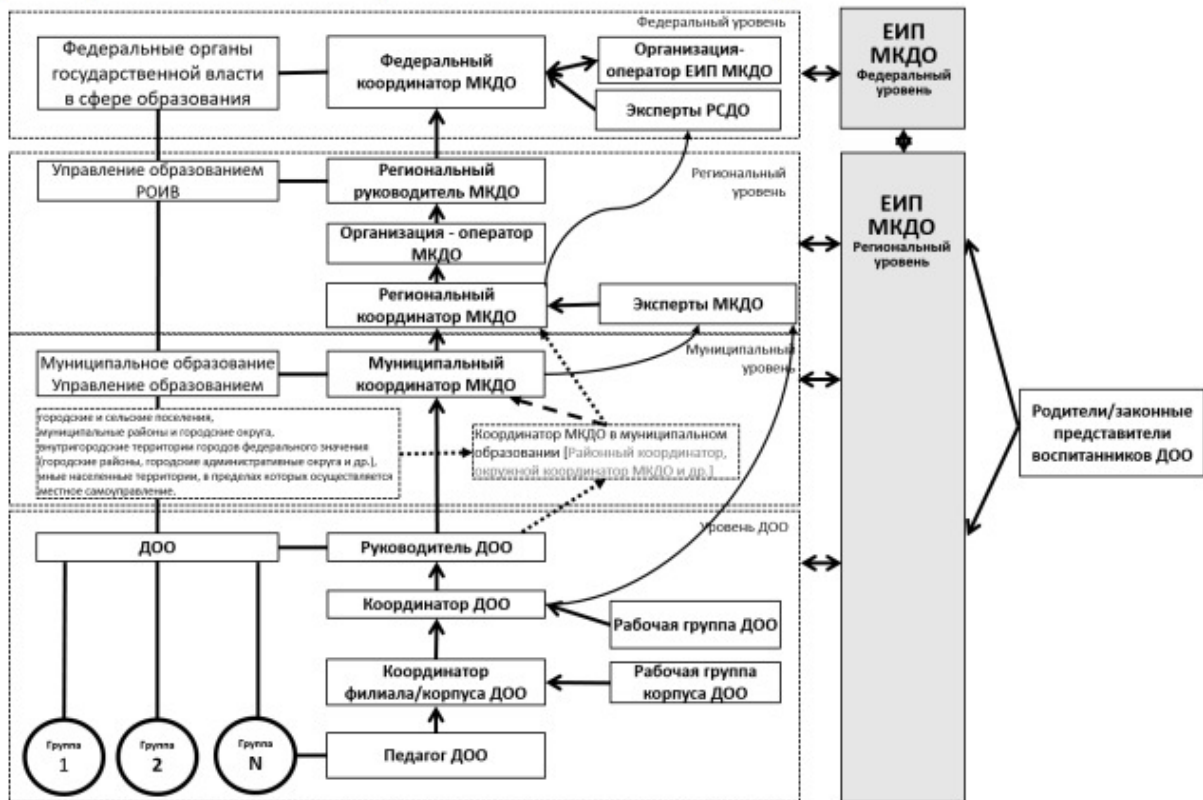 Федеральный уровень
Федеральные органы
государственной власти
в сфере образования
Федеральный
координатор МКДО
Организация-
оператор ЕИП МКДО
Эксперты РСДО
ЕИП
МКДО
Федеральный
уровень
Управление образованием
РОИВ
Региональный
руководитель МКДО
Региональный
уровень
Организация - оператор
МКДО
Региональный
координатор МКДО
Эксперты МКДО
ЕИП
МКДО
Региональный
уровень
Муниципальное образование
Управление образованием
Муниципальный
координатор МКДО
Муниципальный
уровень
городские и сельские поселения,
муниципальные районы и городские округа,
внутригородские территории городов федерального значения
(городские районы, городские административные округа и др.),
иные населенные территории, в пределах которых осуществляется
местное самоуправление.
Координатор МКДО в муниципальном
образовании [Районный координатор,
окружной координатор МКДО и др.]
Родители/законные
представители
воспитанников ДОО
Уровень ДОО
ДОО
Руководитель ДОО
Координатор ДОО
Рабочая группа ДОО
Координатор
филиала/корпуса ДОО
Рабочая группа
корпуса ДОО
Группа
1
Группа
2
Группа
N
Педагог ДОО